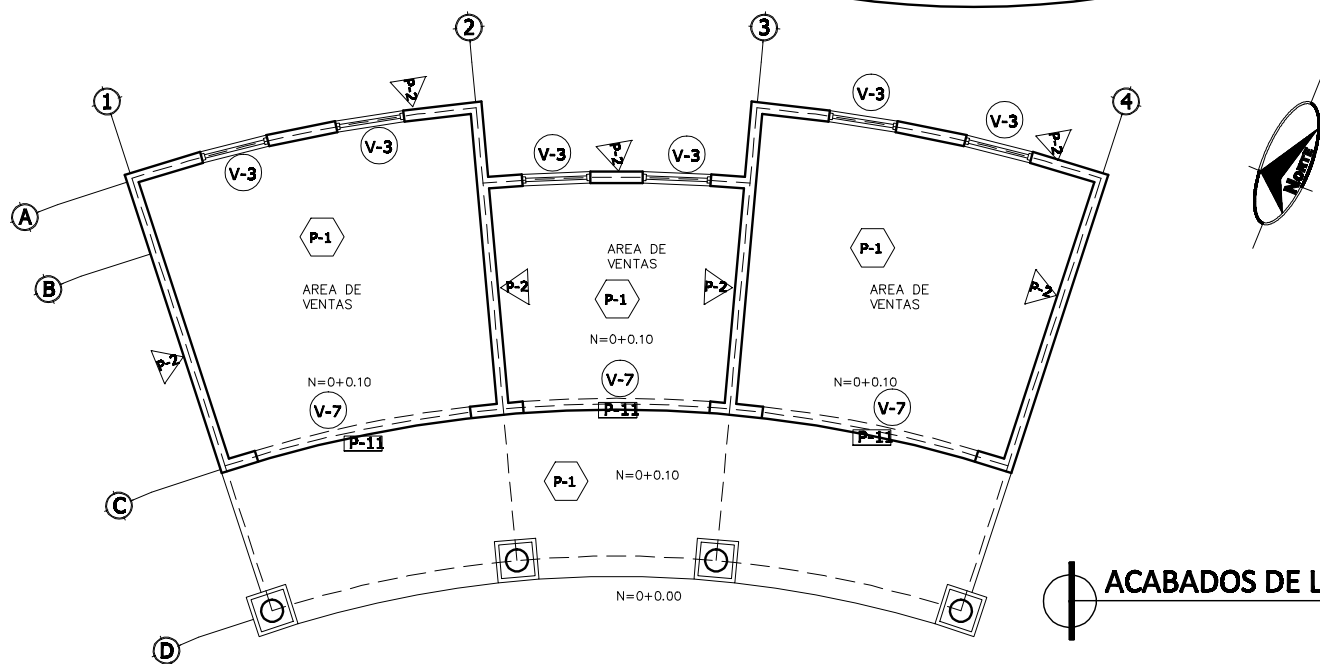 2
3
1
4
P-2
V-3
V-3
V-3
V-3
P-2
V-3
V-3
P-2
NORTE
A
B
P-1
AREA DE
VENTAS
P-1
AREA DE
VENTAS
P-1
AREA DE
VENTAS
P-2
P-2
P-2
P-2
N=0+0.10
N=0+0.10
N=0+0.10
V-7
V-7
V-7
P-11
P-11
P-11
C
P-1
N=0+0.10
N=0+0.00
D
ACABADOS DE L